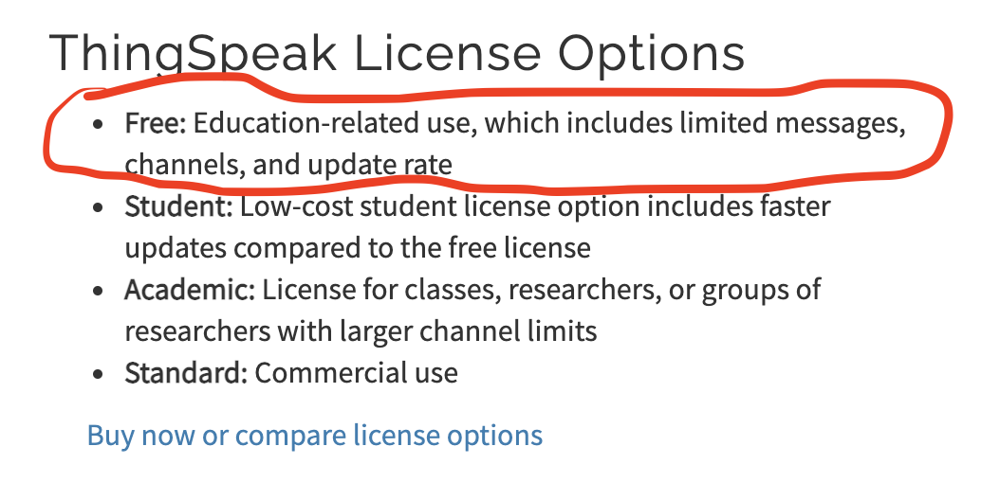 ThingSpeak License Options
• Free: Education-related use, which includes limited messages,
channels, and update rate
• Student: Low-cost student license option includes faster
updates compared to the free license
• Academic: License for classes, researchers, or groups of
researchers with larger channel limits
• Standard: Commercial use
Buy now or compare license options